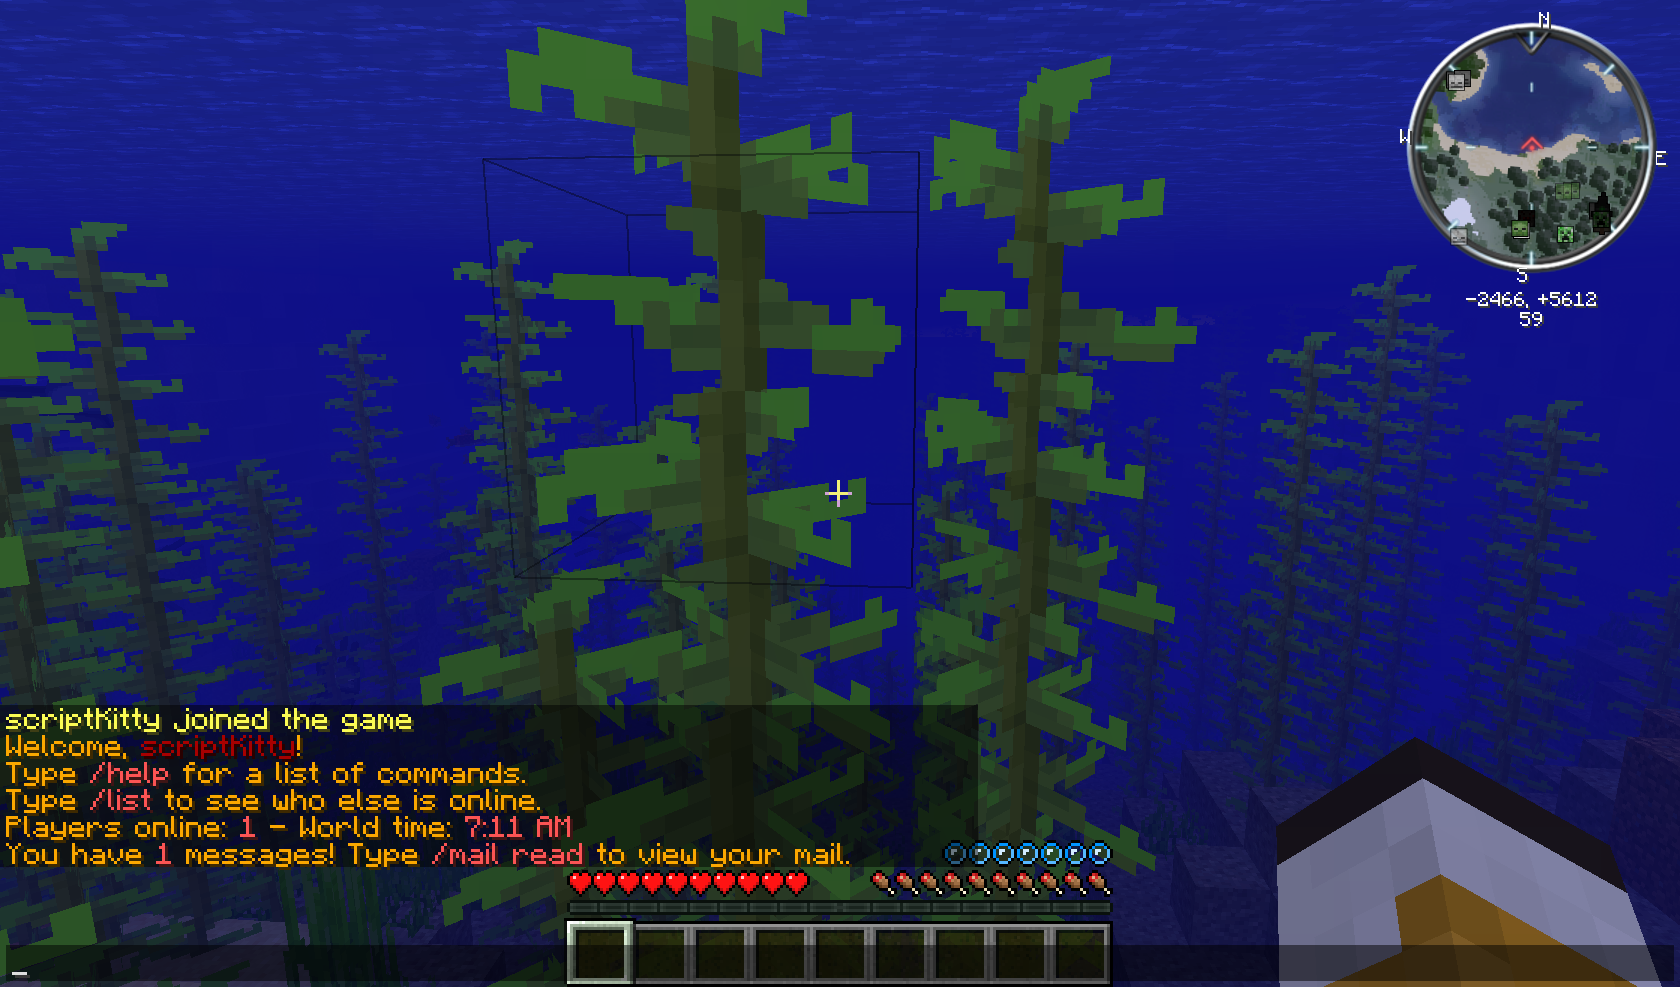 N
W
E
S
-2466, +5612
59
scriptKitty joined the game
Welcome, scriptKitty!
Type /help for a list of commands.
Type /list to see who else is online.
Players online: 1 - World time: 7:11 AM
You have 1 messages! Type /mail read to view your mail.
_